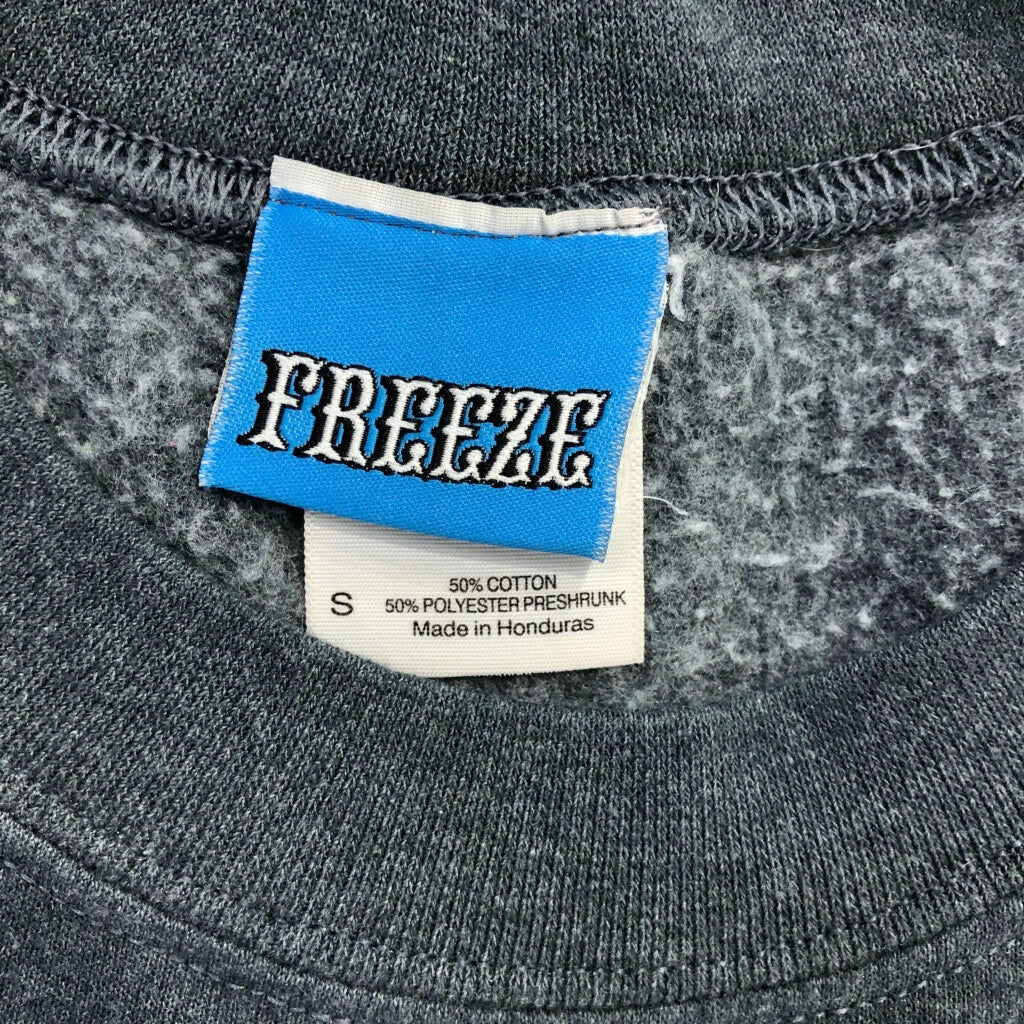 FREEZE
50% COTTON
S 50% POLYESTER PRESHRUNK
Made in Honduras